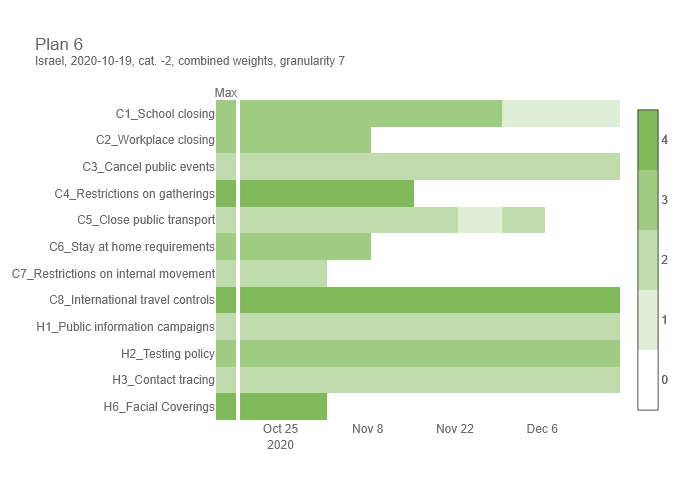 Plan 6
Israel, 2020-10-19, cat. -2, combined weights, granularity 7
Max
C1_School closing
C2_Workplace closing
C3_Cancel public events
C4_Restrictions on gatherings
C5_Close public transport
C6_Stay at home requirements
C7_Restrictions on internal movement
C8_International travel controls
H1_Public information campaigns
H2_Testing policy
H3_Contact tracing
H6_Facial Coverings
Oct 25 Nov 8 Nov 22 Dec 6
2020
4
3
2
1
0